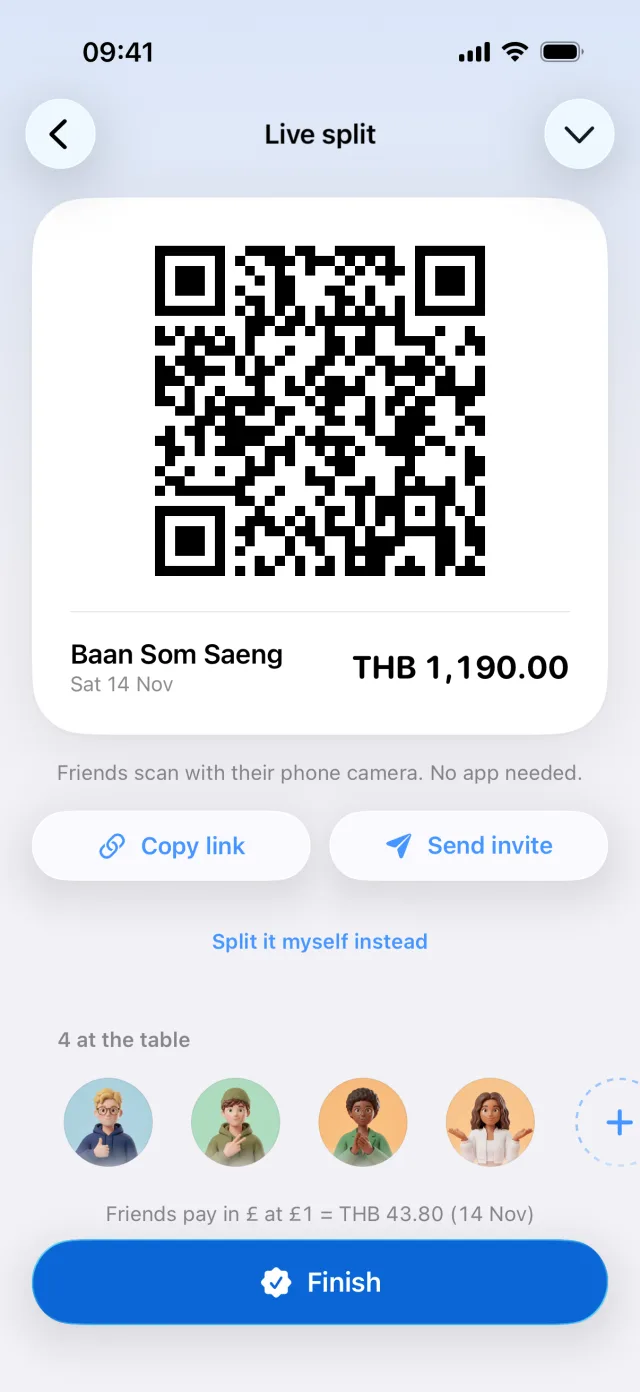 09:41
Live split
Baan Som Saeng
Sat 14 Nov
THB 1,190.00
Friends scan with their phone camera. No app needed.
Copy link
Send invite
Split it myself instead
4 at the table
Friends pay in £ at £1 = THB 43.80 (14 Nov)
Finish